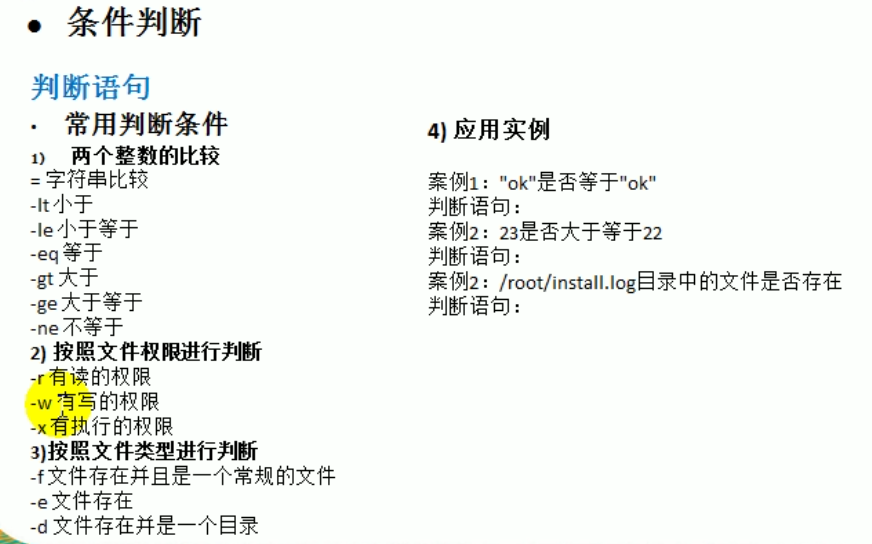 • 条件判断
判断语句
• 常用判断条件
1) 两个整数的比较
= 字符串比较
-lt 小于
-le 小于等于
-eq 等于
-gt 大于
-ge 大于等于
-ne 不等于
2) 按照文件权限进行判断
-r 有读的权限
-w 有写的权限
-x 有执行的权限
3)按照文件类型进行判断
-f 文件存在并且是一个常规的文件
-e 文件存在
-d 文件存在并是一个目录
4) 应用实例
案例1："ok"是否等于"ok"
判断语句：
案例2：23是否大于等于22
判断语句：
案例2：/root/install.log目录中的文件是否存在
判断语句：